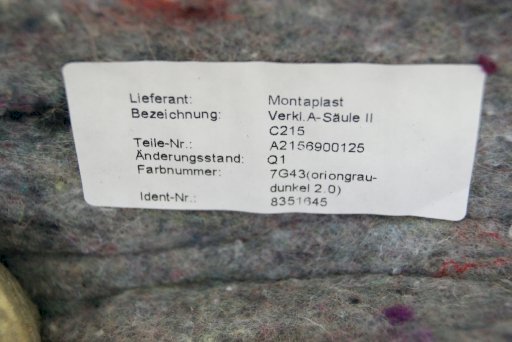 Lieferant: Montaplast
Bezeichnung: Verkl.A-Säule II
C215
Teile-Nr.: A2156900125
Änderungsstand: Q1
Farbnummer: 7G43(oriongrau-
dunkel 2.0)
Ident-Nr.: 8351645